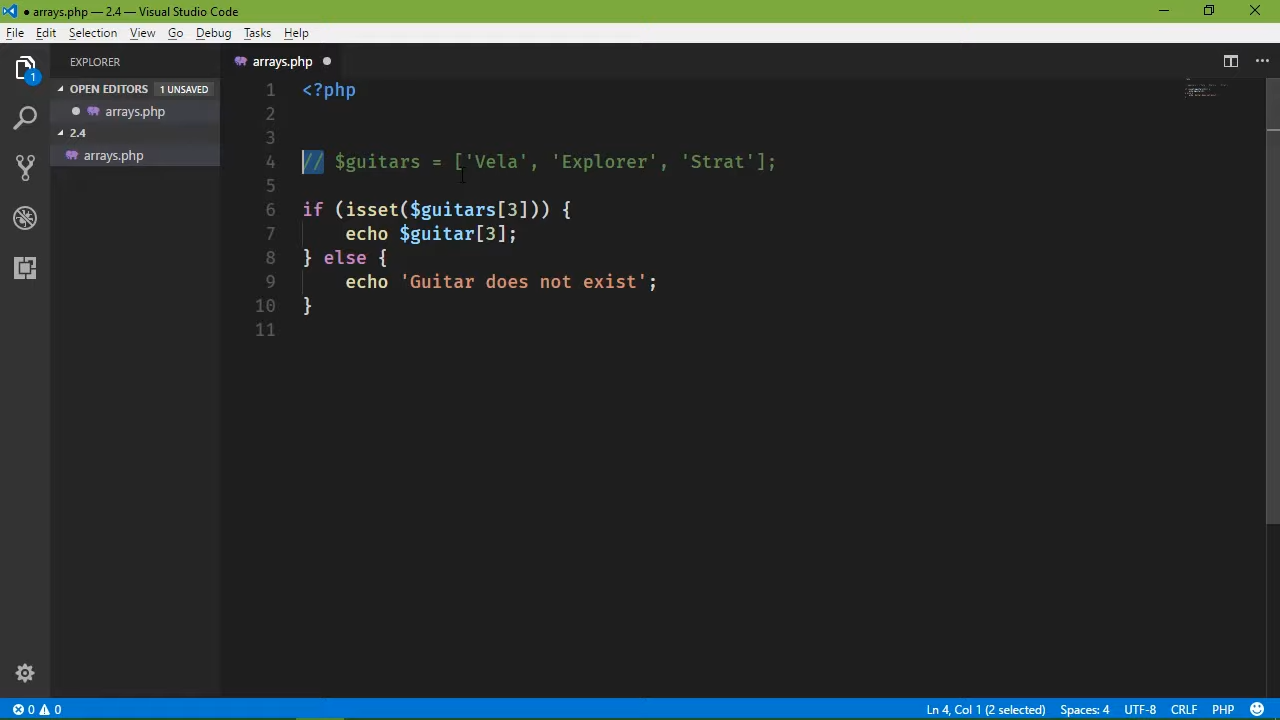 ● arrays.php — 2.4 — Visual Studio Code
File Edit Selection View Go Debug Tasks Help
EXPLORER
arrays.php ●
OPEN EDITORS 1 UNSAVED
● arrays.php
2.4
arrays.php
1
1 <?php
2
3
4 // $guitars = ['Vela', 'Explorer', 'Strat'];
5
6 if (isset($guitars[3])) {
7     echo $guitar[3];
8 } else {
9     echo 'Guitar does not exist';
10 }
11
0 0
Ln 4, Col 1 (2 selected) Spaces: 4 UTF-8 CRLF PHP